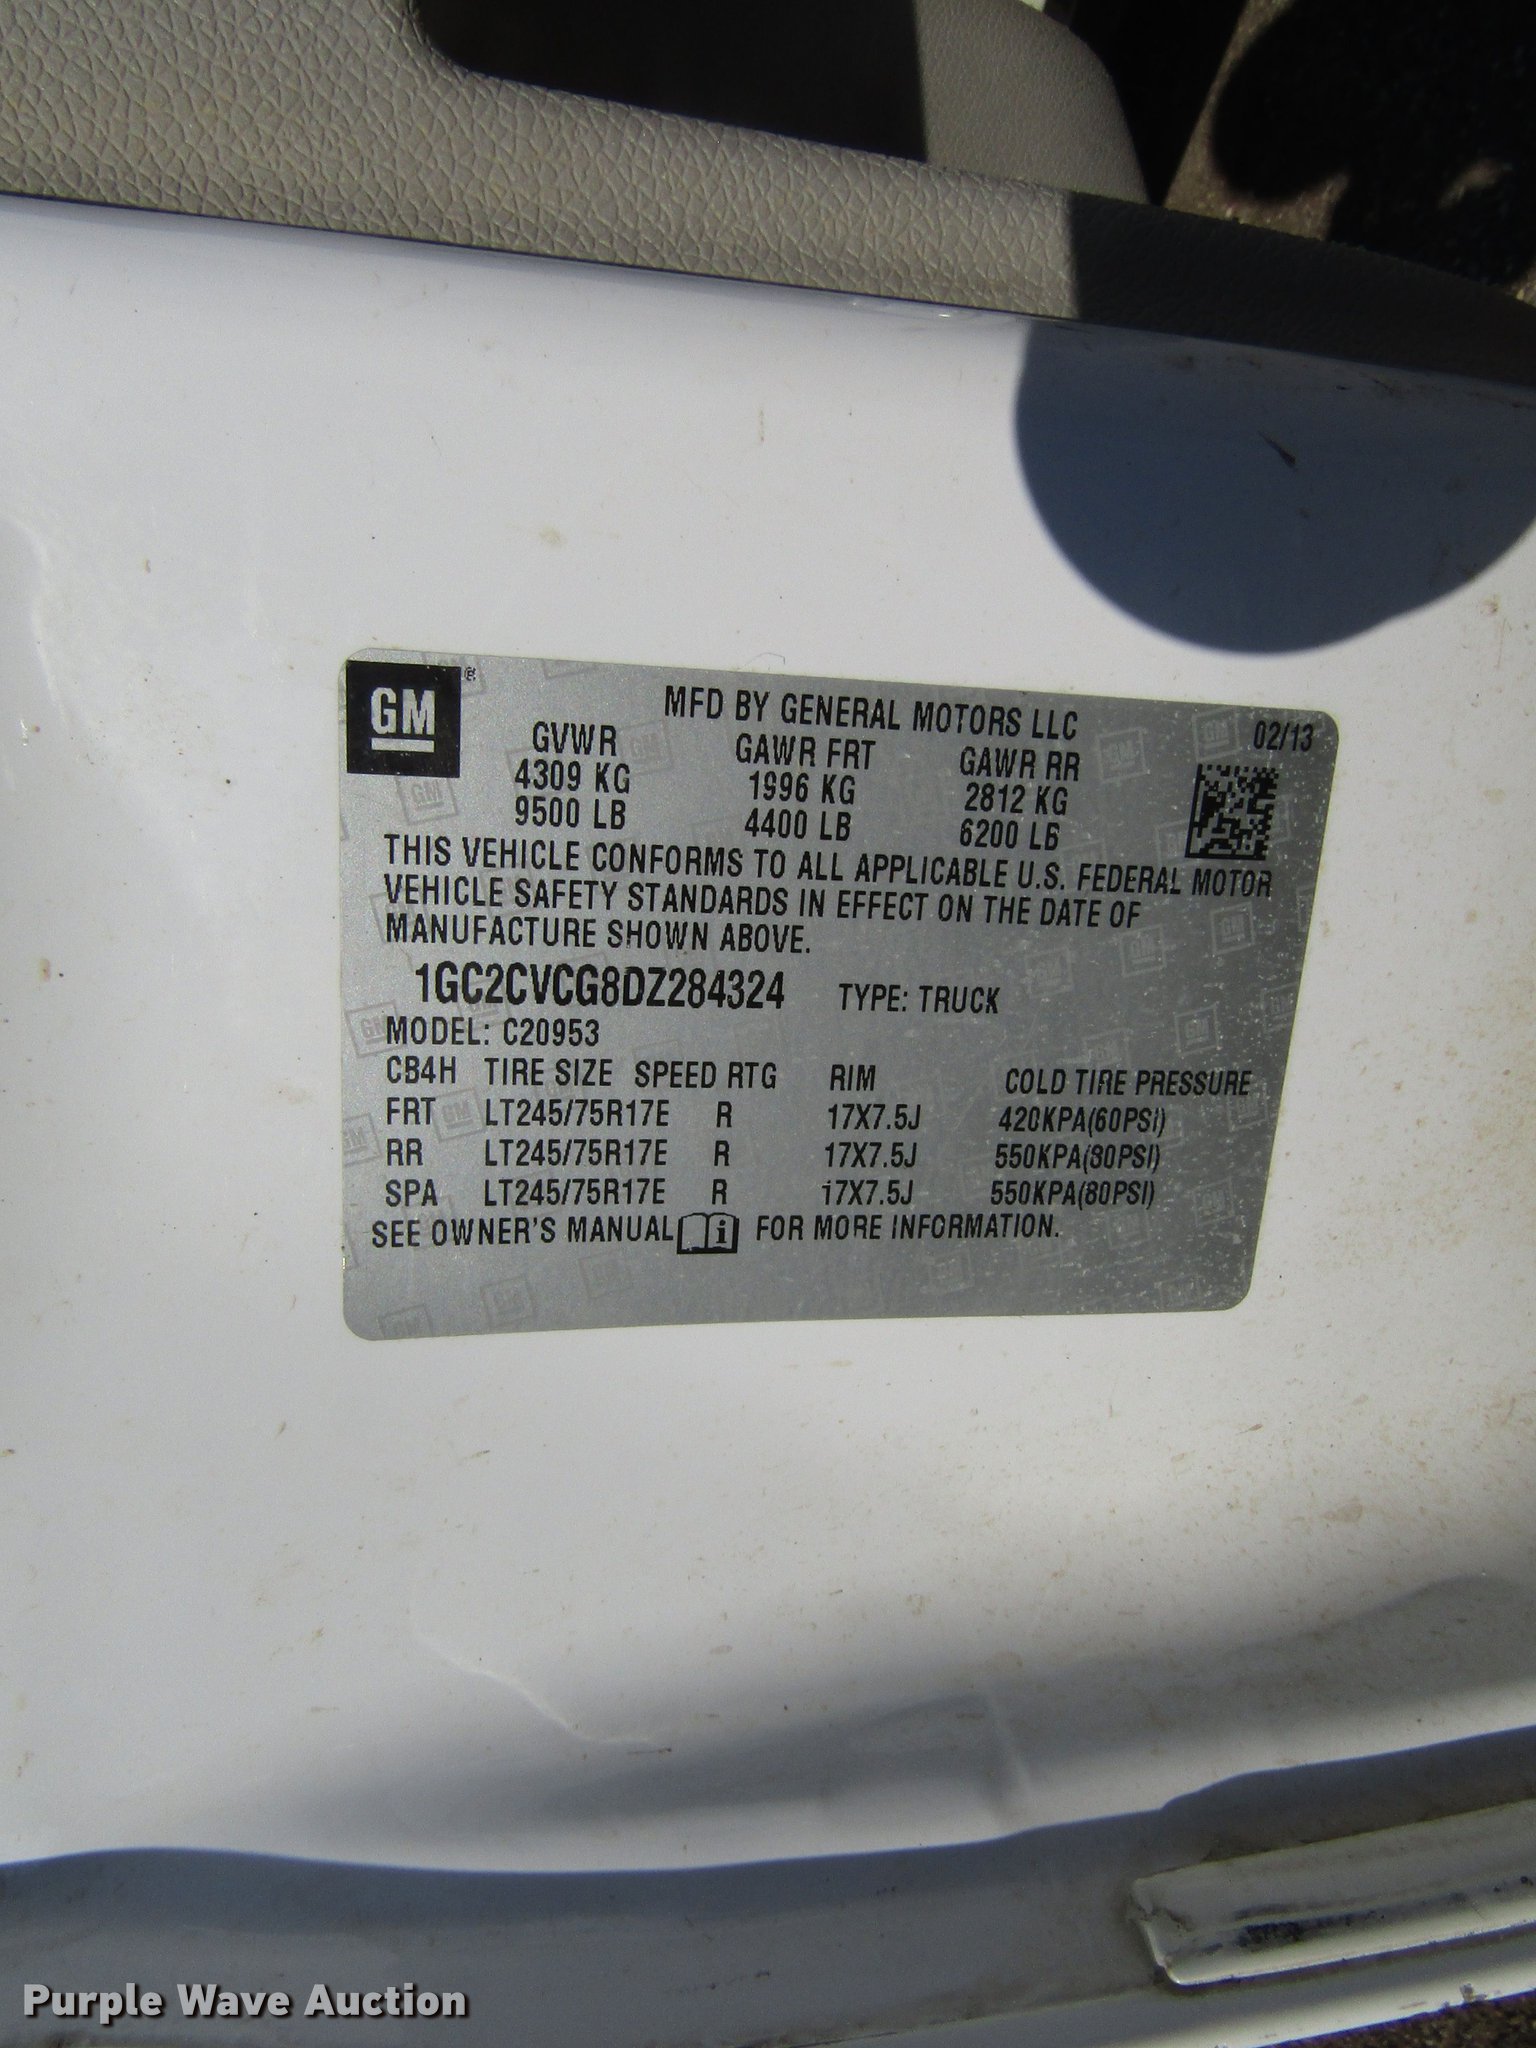 GM
MFD BY GENERAL MOTORS LLC 02/13
GVWR GAWR FRT GAWR RR
4309 KG 1996 KG 2812 KG
9500 LB 4400 LB 6200 LB
THIS VEHICLE CONFORMS TO ALL APPLICABLE U.S. FEDERAL MOTOR
VEHICLE SAFETY STANDARDS IN EFFECT ON THE DATE OF
MANUFACTURE SHOWN ABOVE.
1GC2CVCG8DZ284324 TYPE: TRUCK
MODEL: C20953
CB4H TIRE SIZE SPEED RTG RIM COLD TIRE PRESSURE
FRT LT245/75R17E R 17X7.5J 420KPA(60PSI)
RR LT245/75R17E R 17X7.5J 550KPA(80PSI)
SPA LT245/75R17E R 17X7.5J 550KPA(80PSI)
SEE OWNER'S MANUAL i FOR MORE INFORMATION.
Purple Wave Auction